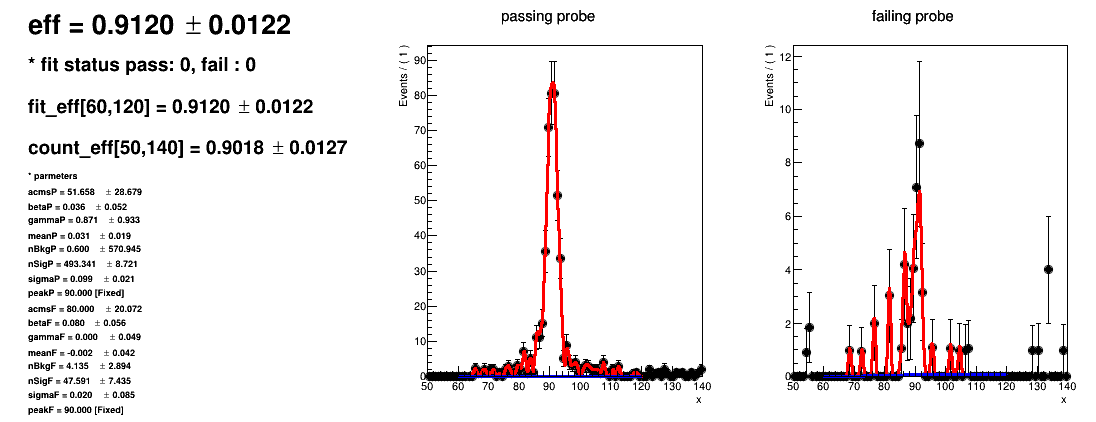 eff = 0.9120 ± 0.0122
* fit status pass: 0, fail : 0
fit_eff[60,120] = 0.9120 ± 0.0122
count_eff[50,140] = 0.9018 ± 0.0127
* parmeters
acmsP = 51.658 ± 28.679
betaP = 0.036 ± 0.052
gammaP = 0.871 ± 0.933
meanP = 0.031 ± 0.019
nBkgP = 0.600 ± 570.945
nSigP = 493.341 ± 8.721
sigmaP = 0.099 ± 0.021
peakP = 90.000 [Fixed]
acmsF = 80.000 ± 20.072
betaF = 0.080 ± 0.056
gammaF = 0.000 ± 0.049
meanF = -0.002 ± 0.042
nBkgF = 4.135 ± 2.894
nSigF = 47.591 ± 7.435
sigmaF = 0.020 ± 0.085
peakF = 90.000 [Fixed]
passing probe
Events / ( 1 )
90
80
70
60
50
40
30
20
10
0
50 60 70 80 90 100 110 120 130 140
x
failing probe
Events / ( 1 )
12
10
8
6
4
2
0
50 60 70 80 90 100 110 120 130 140
x